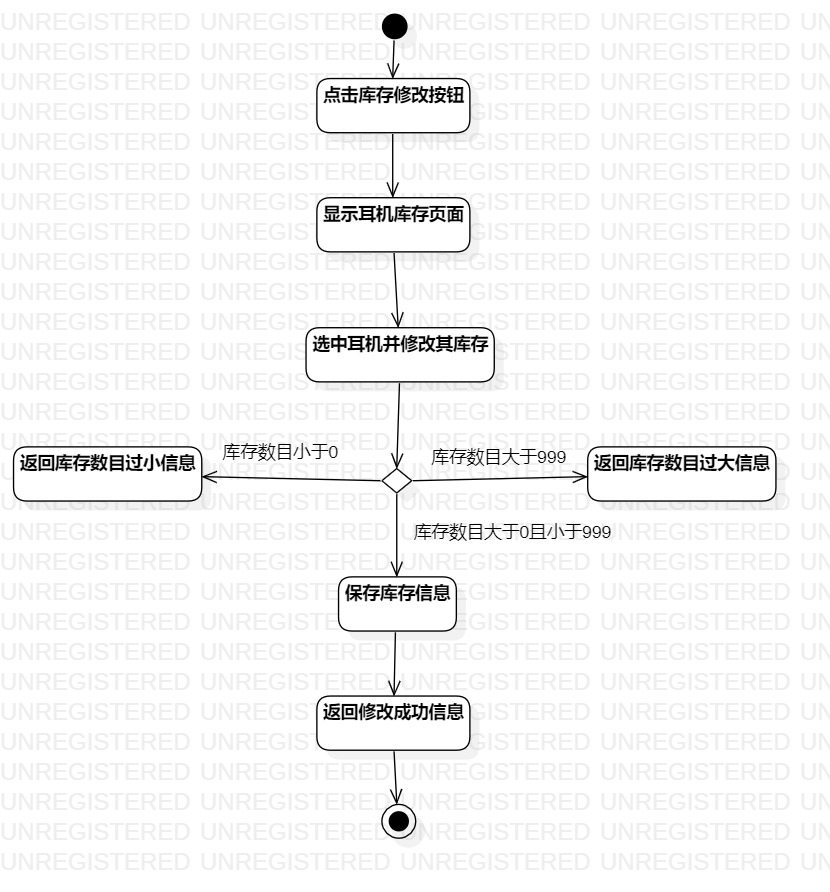 点击库存修改按钮
显示耳机库存页面
选中耳机并修改其库存
库存数目小于0
库存数目大于999
返回库存数目过小信息
返回库存数目过大信息
库存数目大于0且小于999
保存库存信息
返回修改成功信息
UNREGISTERED